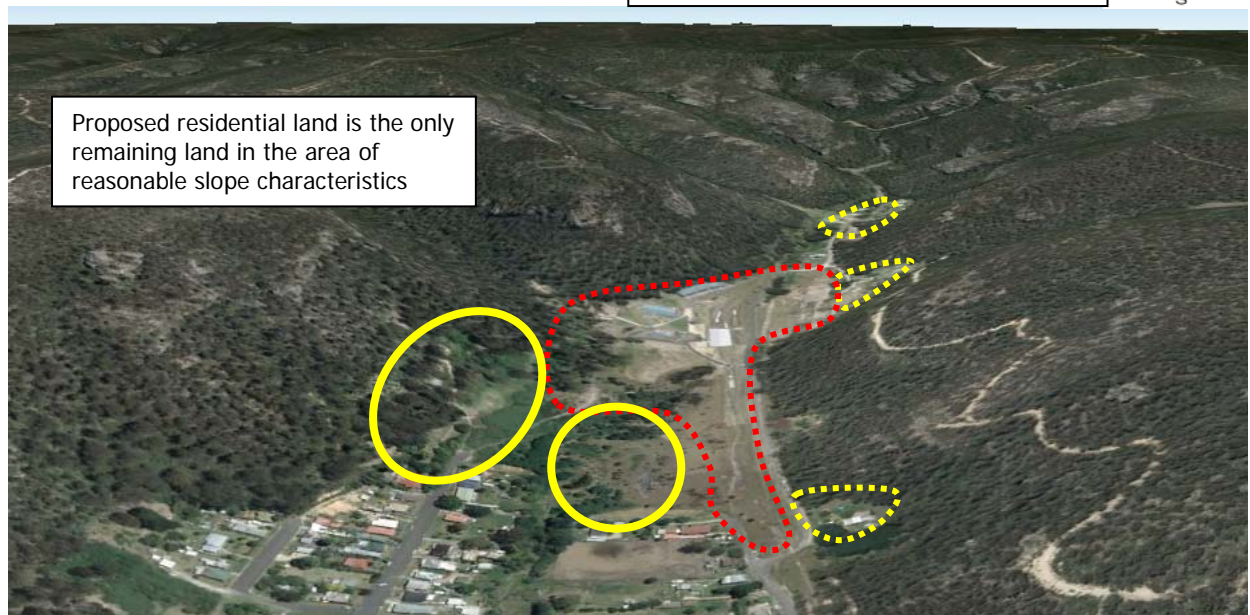 Proposed residential land is the only
remaining land in the area of
reasonable slope characteristics